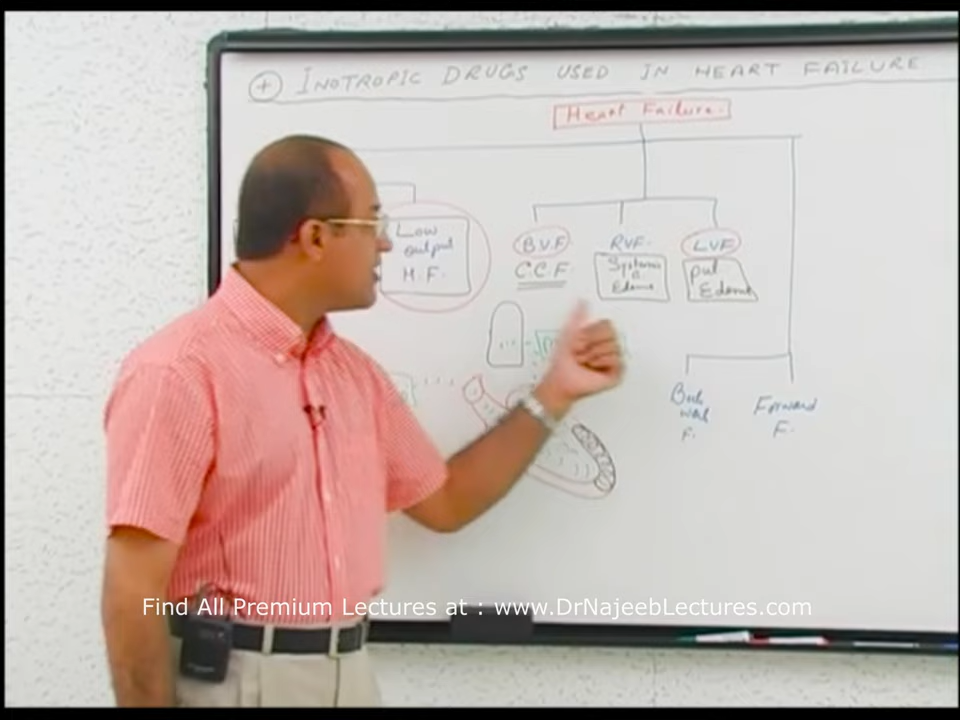 + INOTROPIC DRUGS USED IN HEART FAILURE
Heart Failure.
Low
output
H.F.
B.V.F
C.C.F
RVF.
Systemic
Edema
LVF
pul
Edema
Back
ward
F.
Forward
F.
Find All Premium Lectures at : www.DrNajeebLectures.com